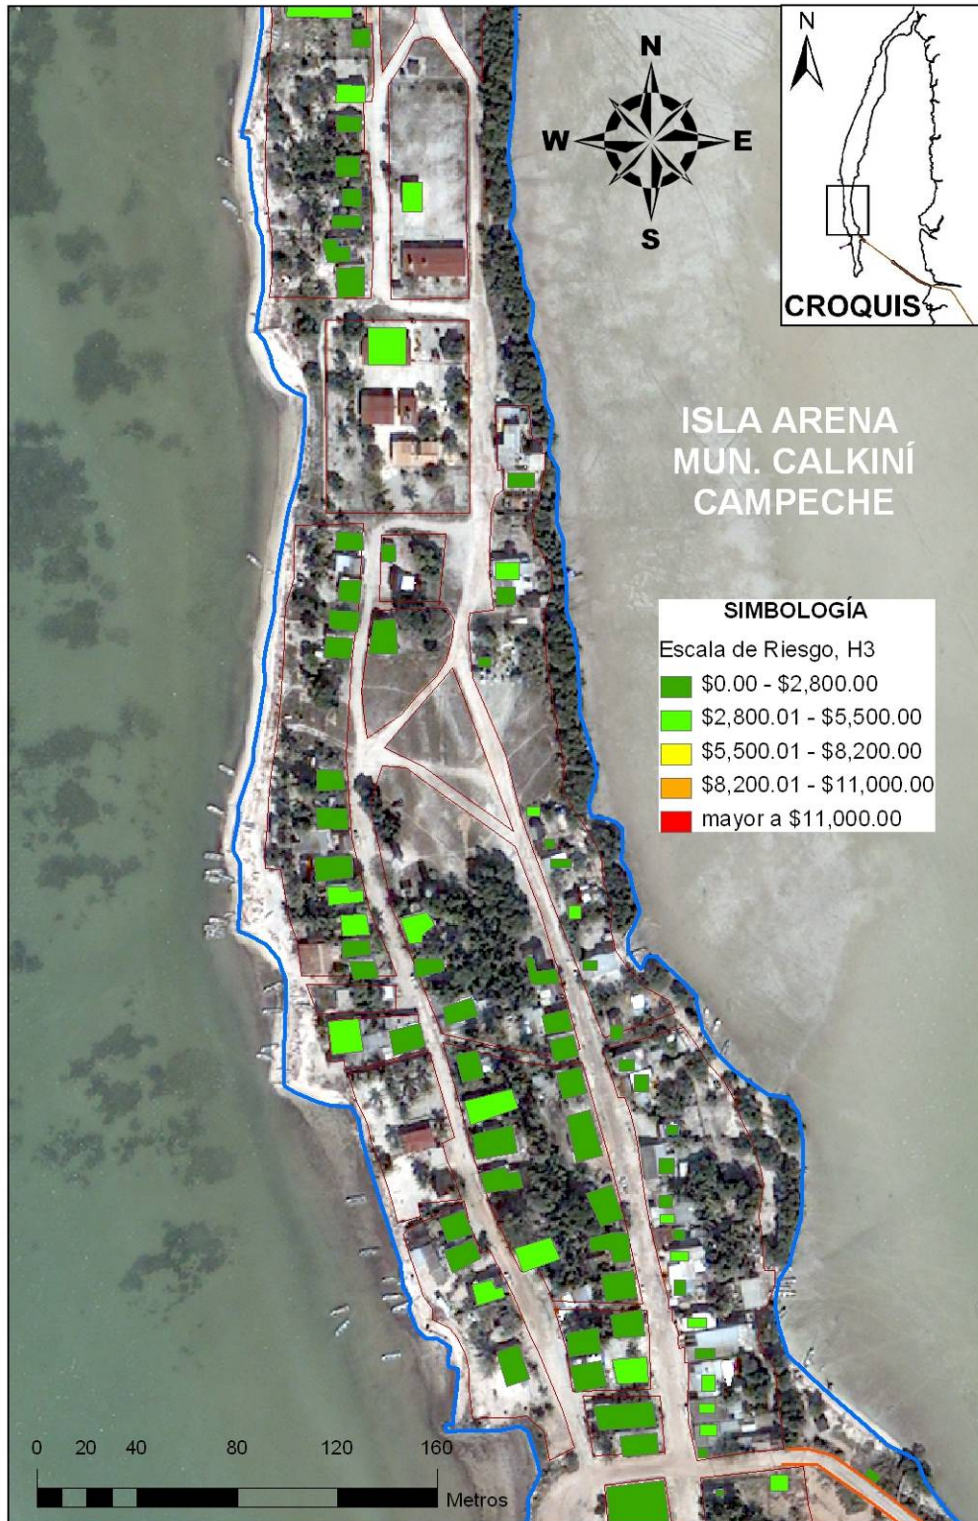 N
W
E
S
N
CROQUIS
ISLA ARENA
MUN. CALKINÍ
CAMPECHE
SIMBOLOGÍA
Escala de Riesgo, H3
$0.00 - $2,800.00
$2,800.01 - $5,500.00
$5,500.01 - $8,200.00
$8,200.01 - $11,000.00
mayor a $11,000.00
0 20 40 80 120 160
Metros